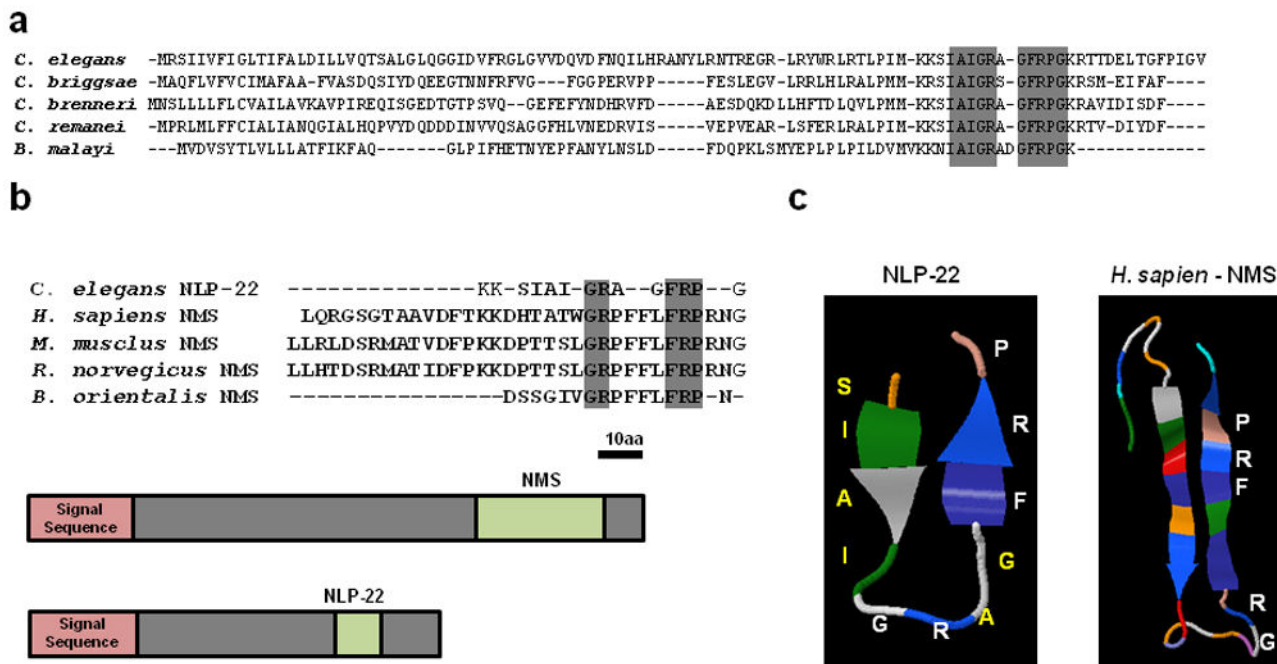 a
C. elegans -MRSIIVFIGLTIFALDILLVQTSALGLQGGIDVFRGLGVVDQVDFNQILHRANYLRNTREGR-LRYWRLRTLPIM-KKSIAIGRA-GFRPGKRTTDELTGFPIGV
C. briggsae -MAQFLVFVCIMAFAA-FVASDQSIYDQEEGTNNFRFVG---FGGPERVPP----FESLEGV-LRRLHLRALPIM-KKSIAIGRS-GFRPGKRSM-EIFAF----
C. brenneri MNSLLLLFLCVAILAVKAVPIREQISGEDTGTPSVQ--GEFEFYNDHRVFD----AESDQKDLLHFTDLQVLPMM-KKSIAIGRA-GFRPGKRAVIDISDF----
C. remanei -MPRLMLFFCIALIANQGIALHQPVYDQDDDINVVQSAGGFHLVNEDRVIS-----VEPVEAR-LSFERLRALPIM-KKSIAIGRA-GFRPGKRTV-DIYDF----
B. malayi ---MVDVSYTLVLLLATFIKFAQ-------GLPIFHETNYEPFANYLNSLD-----FDQPKLSMYEPLPLPILDVMVKKNIAIGRADGFRPGK------------
b
C. elegans NLP-22 ---------------KK-SIAI-GRA--GFRP--G
H. sapiens NMS LQRGSGTAAVDFTKKDHTATWGRPFFLFRPRNG
M. musclus NMS LLRLDSRMATVDFPKKDPTTSLGRPFFLFRPRNG
R. norvegicus NMS LLHTDSRMATIDFPKKDPTTSLGRPFFLFRPRNG
B. orientalis NMS -----------------DSSGIVGRPFFLFRP-N-
10aa
NMS
Signal
Sequence
NLP-22
Signal
Sequence
c
NLP-22
S
I
A
I
G
R
A
G
F
R
P
H. sapien - NMS
P
R
F
R
G